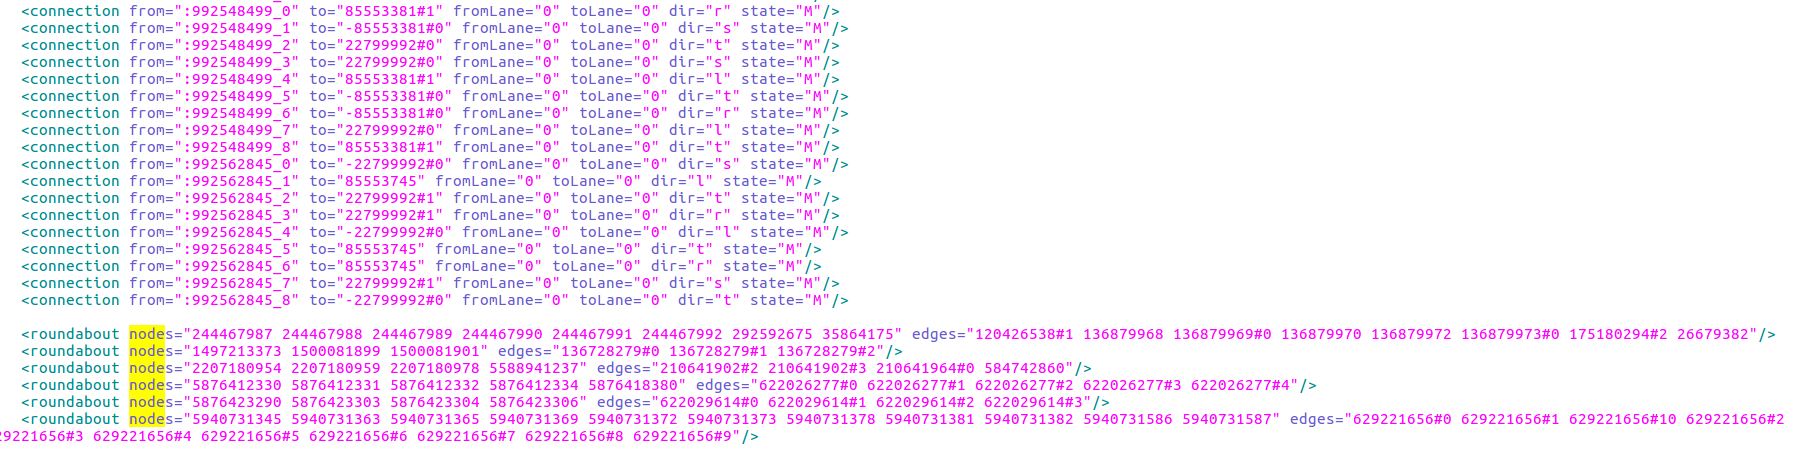 <connection from=":992548499_0" to="85553381#1" fromLane="0" toLane="0" dir="r" state="M"/>
<connection from=":992548499_1" to="-85553381#0" fromLane="0" toLane="0" dir="s" state="M"/>
<connection from=":992548499_2" to="22799992#0" fromLane="0" toLane="0" dir="t" state="M"/>
<connection from=":992548499_3" to="22799992#0" fromLane="0" toLane="0" dir="s" state="M"/>
<connection from=":992548499_4" to="85553381#1" fromLane="0" toLane="0" dir="l" state="M"/>
<connection from=":992548499_5" to="-85553381#0" fromLane="0" toLane="0" dir="t" state="M"/>
<connection from=":992548499_6" to="-85553381#0" fromLane="0" toLane="0" dir="r" state="M"/>
<connection from=":992548499_7" to="22799992#0" fromLane="0" toLane="0" dir="l" state="M"/>
<connection from=":992548499_8" to="85553381#1" fromLane="0" toLane="0" dir="t" state="M"/>
<connection from=":992562845_0" to="-22799992#0" fromLane="0" toLane="0" dir="s" state="M"/>
<connection from=":992562845_1" to="85553745" fromLane="0" toLane="0" dir="l" state="M"/>
<connection from=":992562845_2" to="22799992#1" fromLane="0" toLane="0" dir="t" state="M"/>
<connection from=":992562845_3" to="22799992#1" fromLane="0" toLane="0" dir="r" state="M"/>
<connection from=":992562845_4" to="-22799992#0" fromLane="0" toLane="0" dir="l" state="M"/>
<connection from=":992562845_5" to="85553745" fromLane="0" toLane="0" dir="t" state="M"/>
<connection from=":992562845_6" to="85553745" fromLane="0" toLane="0" dir="r" state="M"/>
<connection from=":992562845_7" to="22799992#1" fromLane="0" toLane="0" dir="s" state="M"/>
<connection from=":992562845_8" to="-22799992#0" fromLane="0" toLane="0" dir="t" state="M"/>
<roundabout nodes="244467987 244467988 244467989 244467990 244467991 244467992 292592675 35864175" edges="120426538#1 136879968 136879969#0 136879970 136879972 136879973#0 175180294#2 26679382"/>
<roundabout nodes="1497213373 1500081899 1500081901" edges="136728279#0 136728279#1 136728279#2"/>
<roundabout nodes="2207180954 2207180959 2207180978 5588941237" edges="210641902#2 210641902#3 210641964#0 584742860"/>
<roundabout nodes="5876412330 5876412331 5876412332 5876412334 5876418380" edges="622026277#0 622026277#1 622026277#2 622026277#3 622026277#4"/>
<roundabout nodes="5876423290 5876423303 5876423304 5876423306" edges="622029614#0 622029614#1 622029614#2 622029614#3"/>
<roundabout nodes="5940731345 5940731363 5940731365 5940731369 5940731372 5940731373 5940731378 5940731381 5940731382 5940731586 5940731587" edges="629221656#0 629221656#1 629221656#10 629221656#2
29221656#3 629221656#4 629221656#5 629221656#6 629221656#7 629221656#8 629221656#9"/>